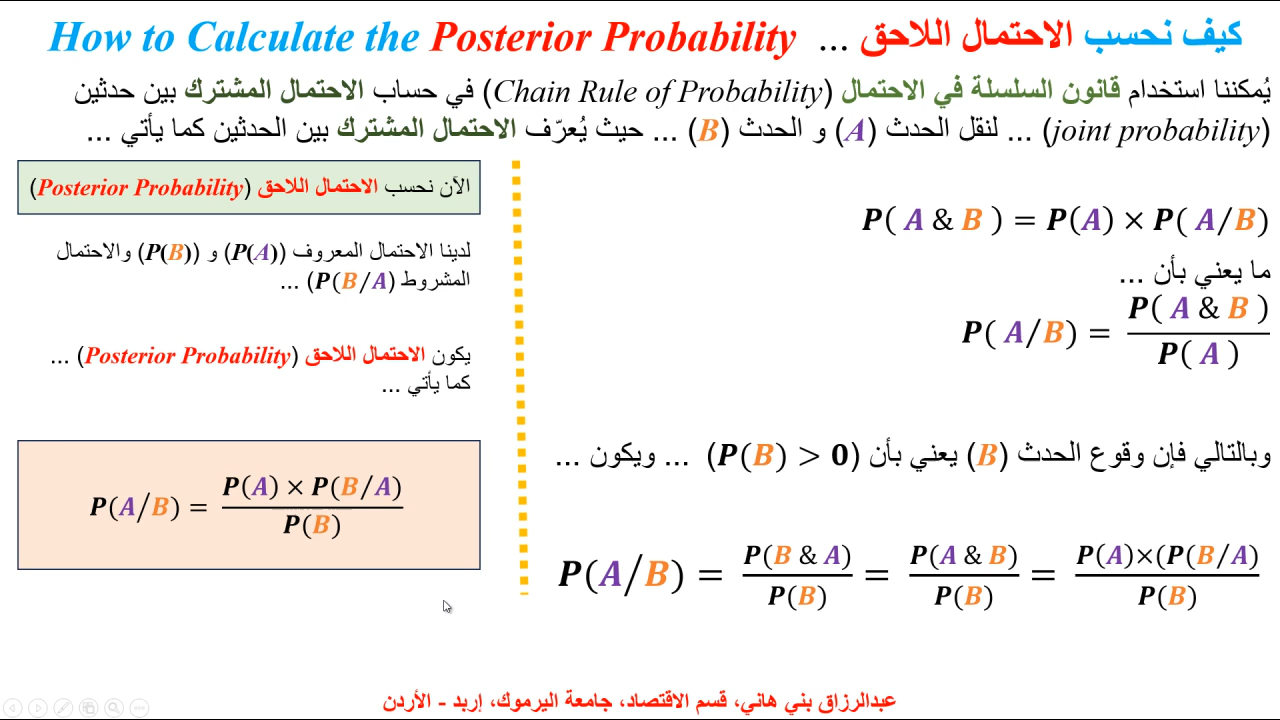 كيف نحسب الاحتمال اللاحق ... How to Calculate the Posterior Probability
يُمكننا استخدام قانون السلسلة في الاحتمال (Chain Rule of Probability) في حساب الاحتمال المشترك بين حدثين
(joint probability) ... لنقل الحدث (A) و الحدث (B) ... حيث يُعرّف الاحتمال المشترك بين الحدثين كما يأتي ...
P( A & B ) = P(A) × P( A/B)
ما يعني بأن ...
P( A/B) = P( A & B ) / P( A )
وبالتالي فإن وقوع الحدث (B) يعني بأن (P(B) > 0) ... ويكون ...
P(A/B) = P(B & A) / P(B) = P(A & B) / P(B) = P(A)×(P(B/A) / P(B)
الآن نحسب الاحتمال اللاحق (Posterior Probability)
لدينا الاحتمال المعروف (P(A)) و (P(B)) والاحتمال
المشروط (P(B/A) ...
يكون الاحتمال اللاحق (Posterior Probability) ...
كما يأتي ...
P(A/B) = P(A) × P(B/A) / P(B)
عبدالرزاق بني هاني، قسم الاقتصاد، جامعة اليرموك، إربد - الأردن